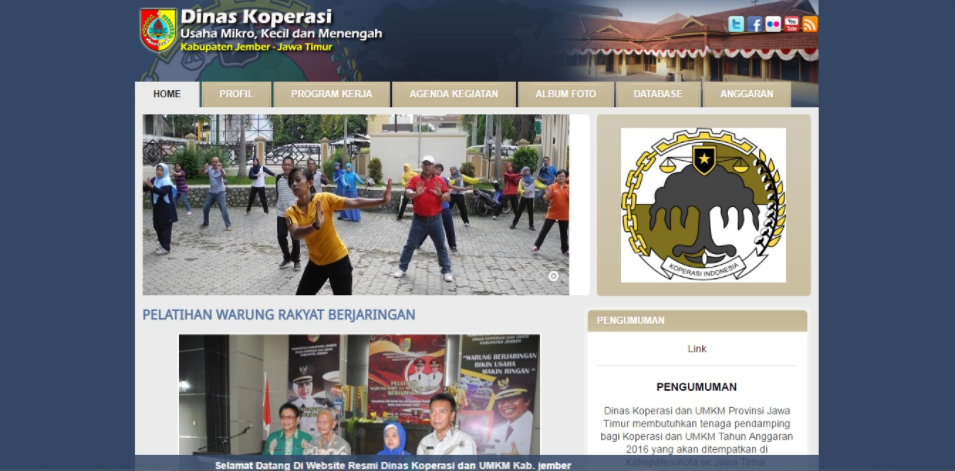 Dinas Koperasi
Usaha Mikro, Kecil dan Menengah
Kabupaten Jember - Jawa Timur
You
Tube
HOME
PROFIL
PROGRAM KERJA
AGENDA KEGIATAN
ALBUM FOTO
DATABASE
ANGGARAN
KOPERASI INDONESIA
PELATIHAN WARUNG RAKYAT BERJARINGAN
"WARUNG BERJARINGAN
BIKIN USAHA
MAKIN RINGAN"
PENGUMUMAN
Link
PENGUMUMAN
Dinas Koperasi dan UMKM Provinsi Jawa
Timur membutuhkan tenaga pendamping
bagi Koperasi dan UMKM Tahun Anggaran
2016 yang akan ditempatkan di
Kabupaten/Kota se Jawa Timur
Selamat Datang Di Website Resmi Dinas Koperasi dan UMKM Kab. jember